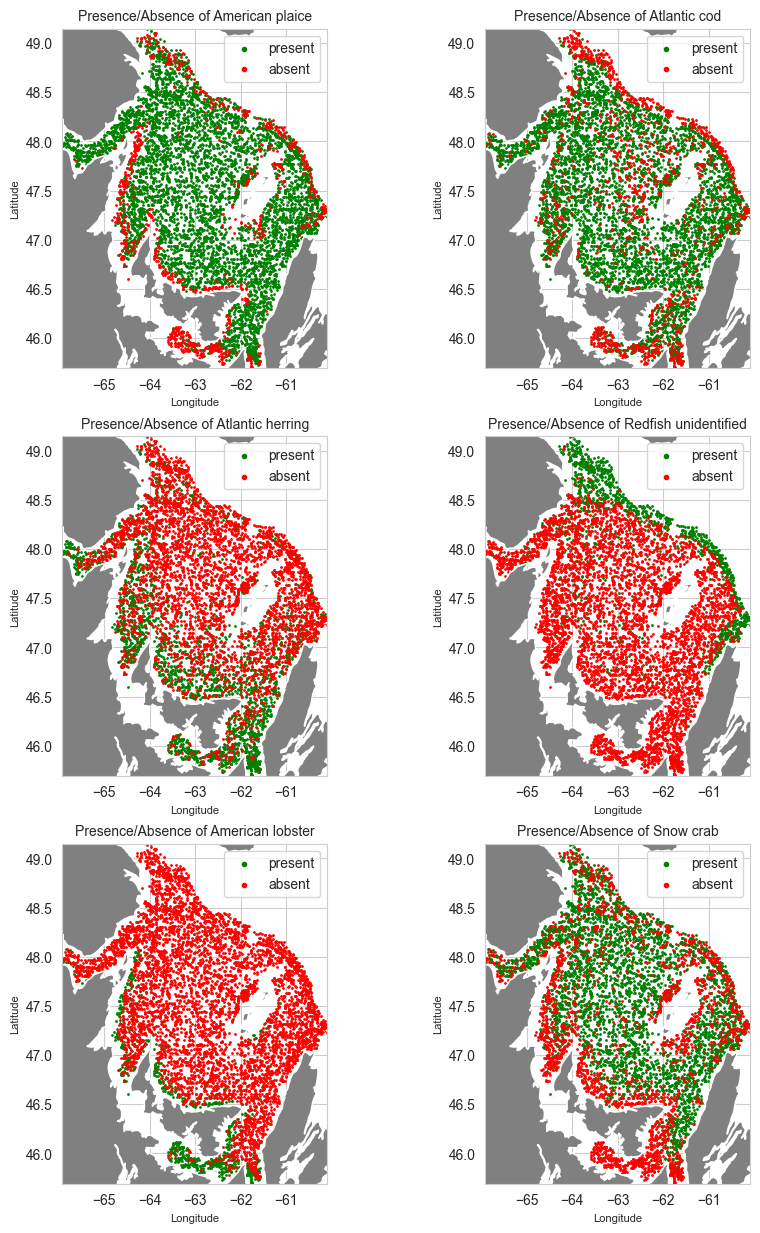 Presence/Absence of American plaice
present
absent
49.0
48.5
48.0
47.5
47.0
46.5
46.0
Latitude
−65 −64 −63 −62 −61
Longitude
Presence/Absence of Atlantic cod
present
absent
49.0
48.5
48.0
47.5
47.0
46.5
46.0
Latitude
−65 −64 −63 −62 −61
Longitude
Presence/Absence of Atlantic herring
present
absent
49.0
48.5
48.0
47.5
47.0
46.5
46.0
Latitude
−65 −64 −63 −62 −61
Longitude
Presence/Absence of Redfish unidentified
present
absent
49.0
48.5
48.0
47.5
47.0
46.5
46.0
Latitude
−65 −64 −63 −62 −61
Longitude
Presence/Absence of American lobster
present
absent
49.0
48.5
48.0
47.5
47.0
46.5
46.0
Latitude
−65 −64 −63 −62 −61
Longitude
Presence/Absence of Snow crab
present
absent
49.0
48.5
48.0
47.5
47.0
46.5
46.0
Latitude
−65 −64 −63 −62 −61
Longitude